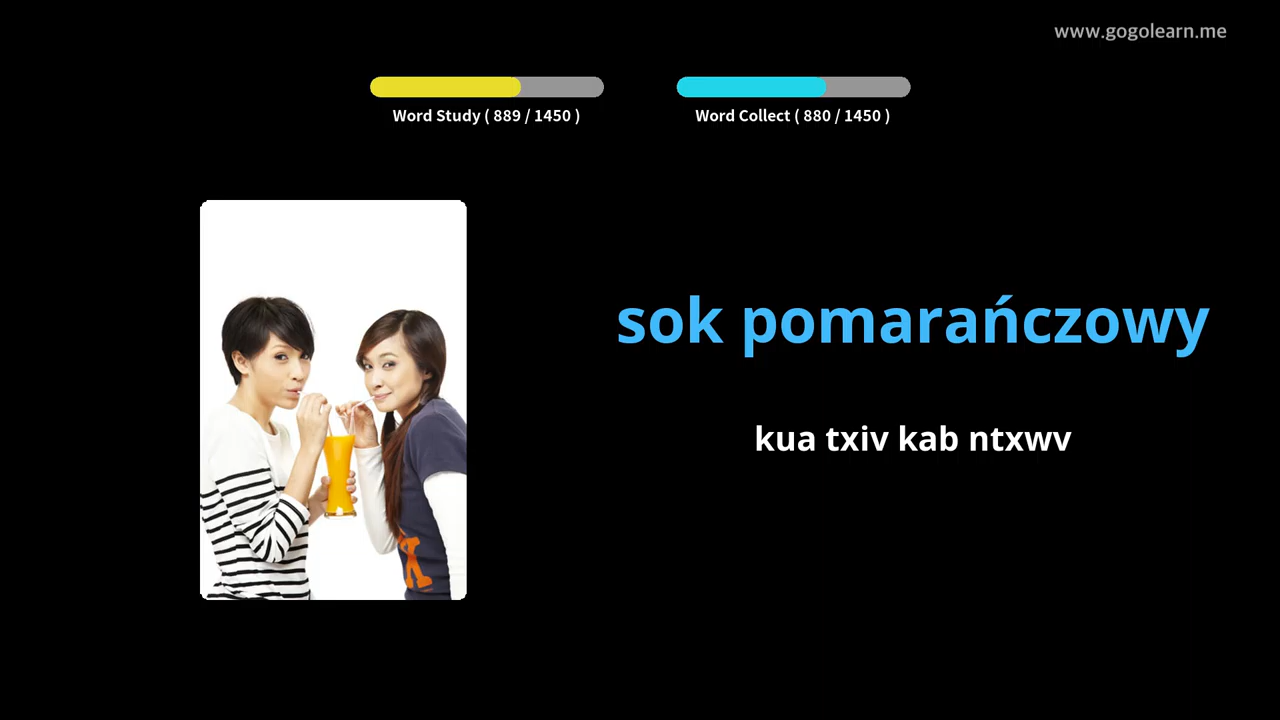 www.gogolearn.me
Word Study ( 889 / 1450 )
Word Collect ( 880 / 1450 )
sok pomarańczowy
kua txiv kab ntxwv